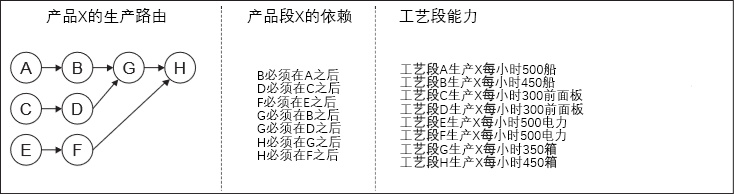 产品X的生产路由
A B G H
C D
E F
产品段X的依赖
B必须在A之后
D必须在C之后
F必须在E之后
G必须在B之后
G必须在D之后
H必须在G之后
H必须在F之后
工艺段能力
工艺段A生产X每小时500船
工艺段B生产X每小时450船
工艺段C生产X每小时300前面板
工艺段D生产X每小时300前面板
工艺段E生产X每小时500电力
工艺段F生产X每小时500电力
工艺段G生产X每小时350箱
工艺段H生产X每小时450箱